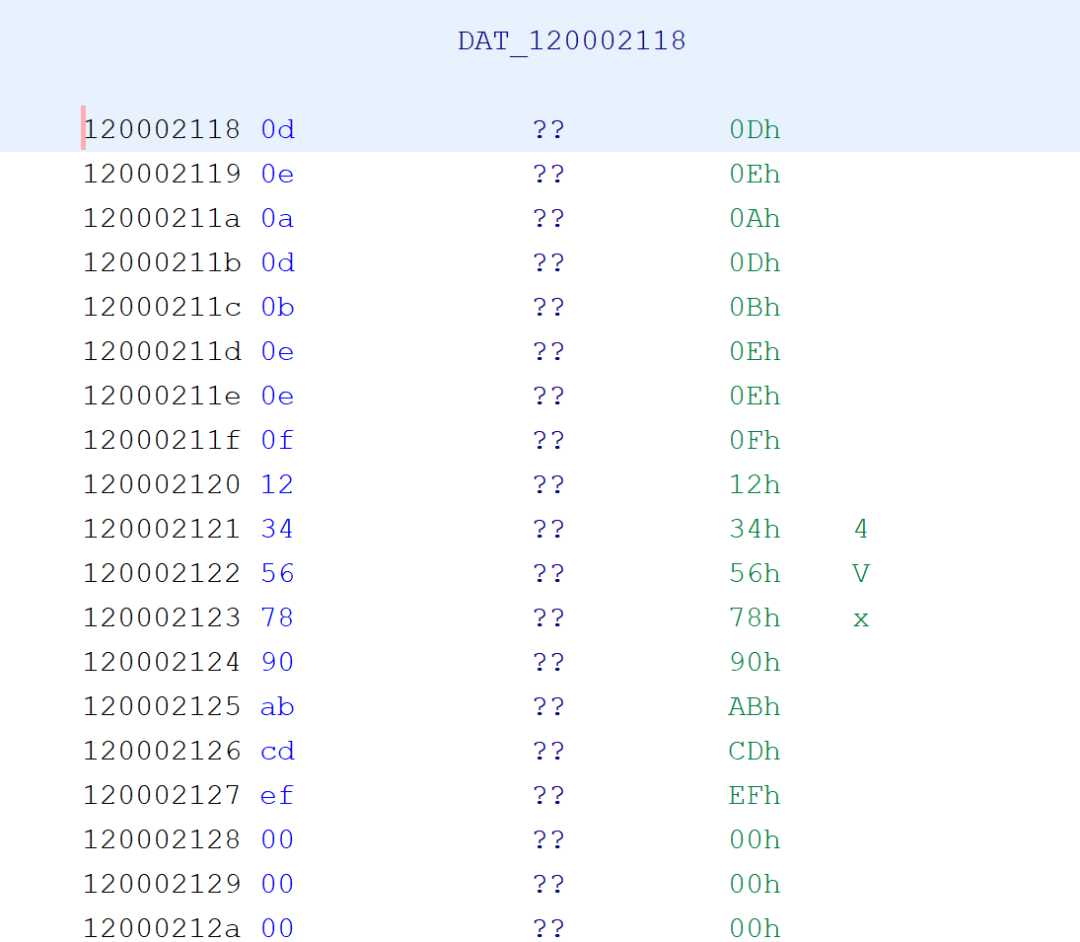 DAT_120002118
120002118 0d ?? 0Dh
120002119 0e ?? 0Eh
12000211a 0a ?? 0Ah
12000211b 0d ?? 0Dh
12000211c 0b ?? 0Bh
12000211d 0e ?? 0Eh
12000211e 0e ?? 0Eh
12000211f 0f ?? 0Fh
120002120 12 ?? 12h
120002121 34 ?? 34h 4
120002122 56 ?? 56h V
120002123 78 ?? 78h x
120002124 90 ?? 90h
120002125 ab ?? ABh
120002126 cd ?? CDh
120002127 ef ?? EFh
120002128 00 ?? 00h
120002129 00 ?? 00h
12000212a 00 ?? 00h